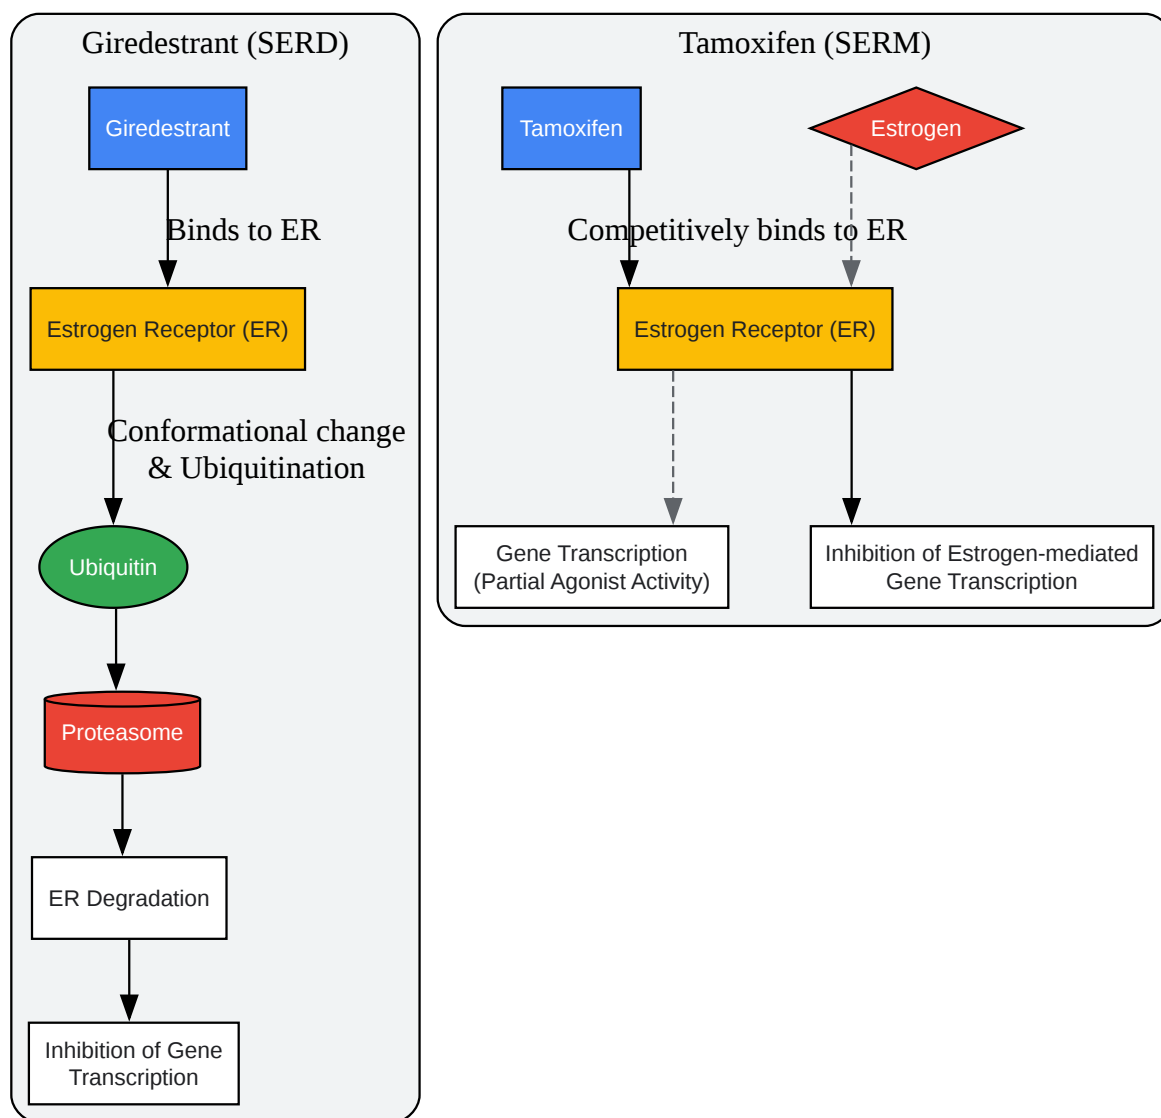 Giredestrant (SERD)
Giredestrant
Binds to ER
Estrogen Receptor (ER)
Conformational change
& Ubiquitination
Ubiquitin
Proteasome
ER Degradation
Inhibition of Gene
Transcription
Tamoxifen (SERM)
Tamoxifen
Estrogen
Competitively binds to ER
Estrogen Receptor (ER)
Gene Transcription
(Partial Agonist Activity)
Inhibition of Estrogen-mediated
Gene Transcription